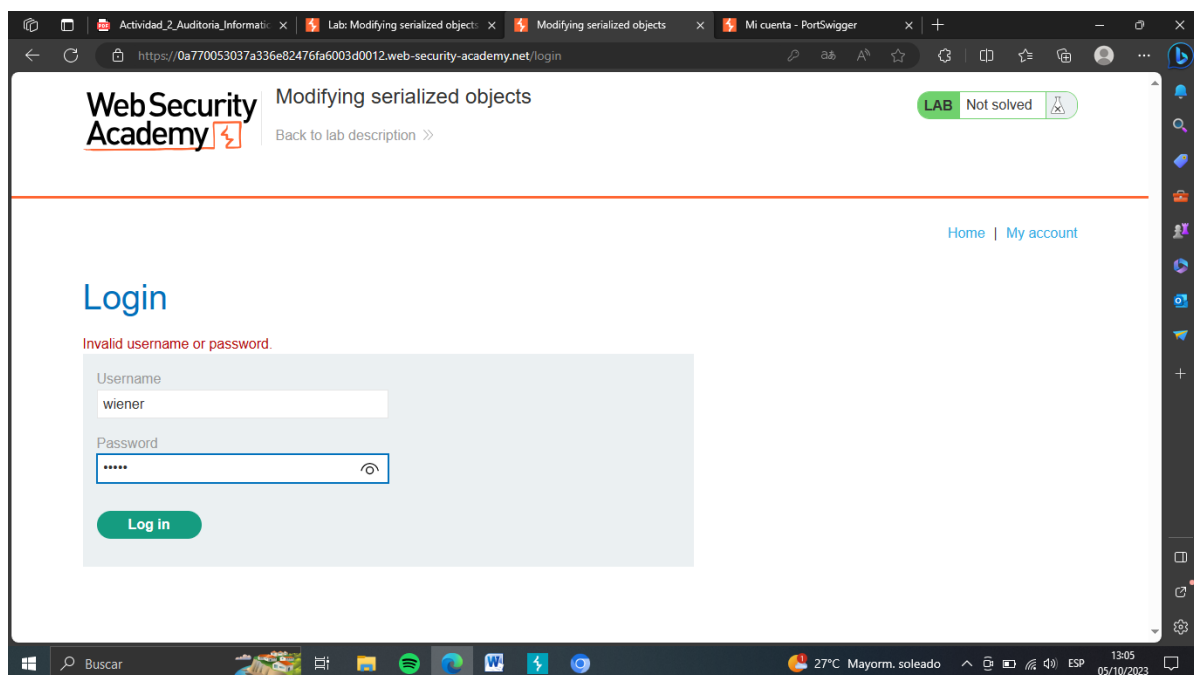 Actividad_2_Auditoria_Informatic
Lab: Modifying serialized objects
Modifying serialized objects
Mi cuenta - PortSwigger
https://0a770053037a336e82476fa6003d0012.web-security-academy.net/login
Web Security
Academy
Modifying serialized objects
Back to lab description
LAB Not solved
Home | My account
Login
Invalid username or password.
Username
wiener
Password
•••••
Log in
Buscar
27°C Mayorm. soleado
ESP
13:05
05/10/2023